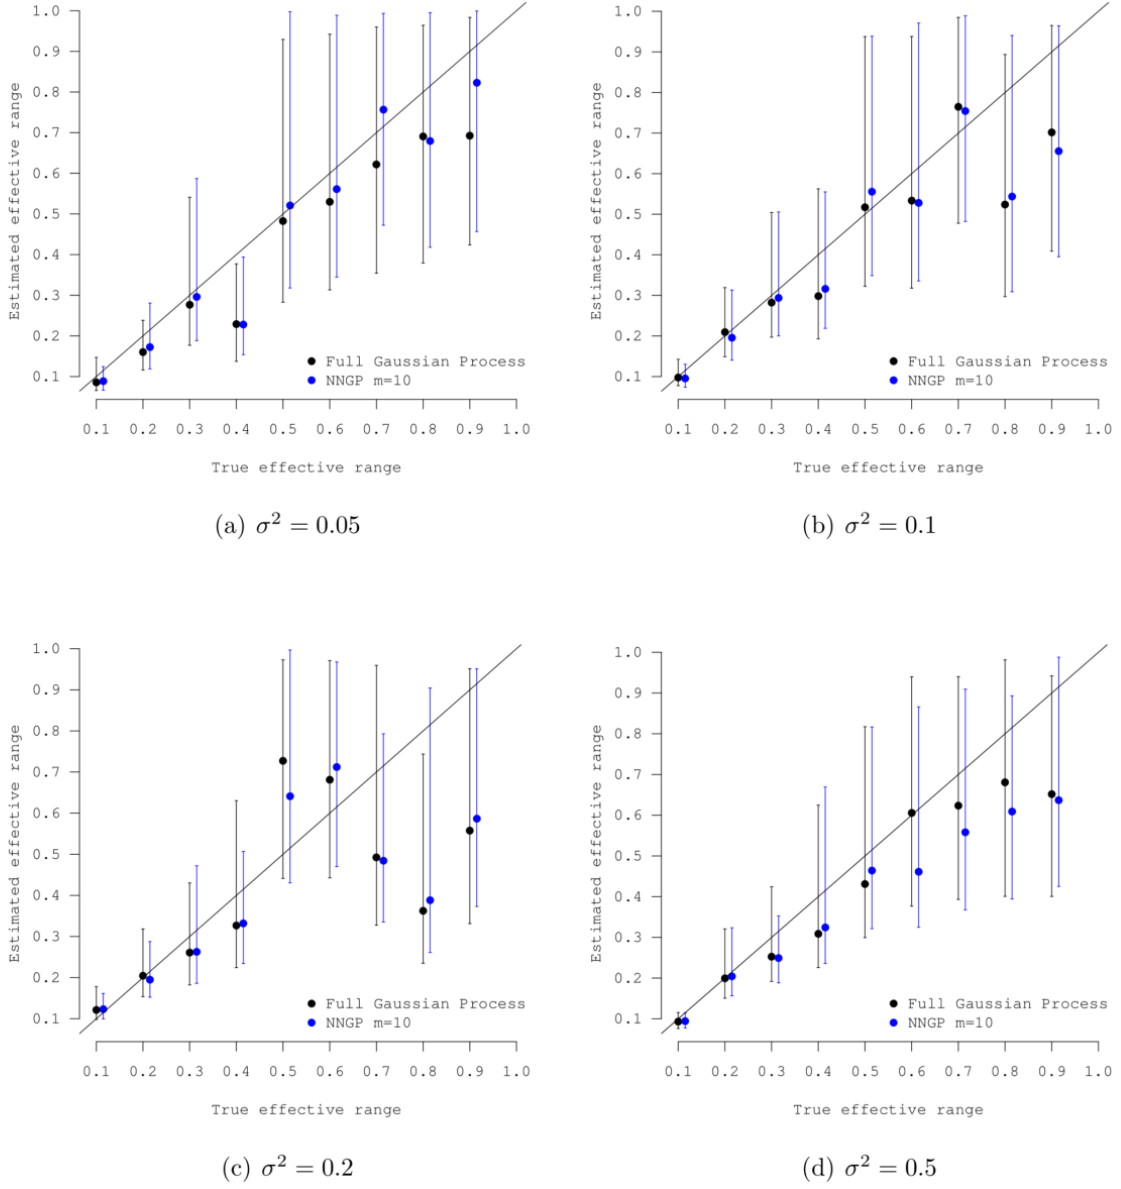 1.0
0.9
0.8
0.7
0.6
0.5
0.4
0.3
0.2
0.1
Estimated effective range
Full Gaussian Process
NNGP m=10
0.1 0.2 0.3 0.4 0.5 0.6 0.7 0.8 0.9 1.0
True effective range
(a) σ² = 0.05
1.0
0.9
0.8
0.7
0.6
0.5
0.4
0.3
0.2
0.1
Estimated effective range
Full Gaussian Process
NNGP m=10
0.1 0.2 0.3 0.4 0.5 0.6 0.7 0.8 0.9 1.0
True effective range
(b) σ² = 0.1
1.0
0.9
0.8
0.7
0.6
0.5
0.4
0.3
0.2
0.1
Estimated effective range
Full Gaussian Process
NNGP m=10
0.1 0.2 0.3 0.4 0.5 0.6 0.7 0.8 0.9 1.0
True effective range
(c) σ² = 0.2
1.0
0.9
0.8
0.7
0.6
0.5
0.4
0.3
0.2
0.1
Estimated effective range
Full Gaussian Process
NNGP m=10
0.1 0.2 0.3 0.4 0.5 0.6 0.7 0.8 0.9 1.0
True effective range
(d) σ² = 0.5